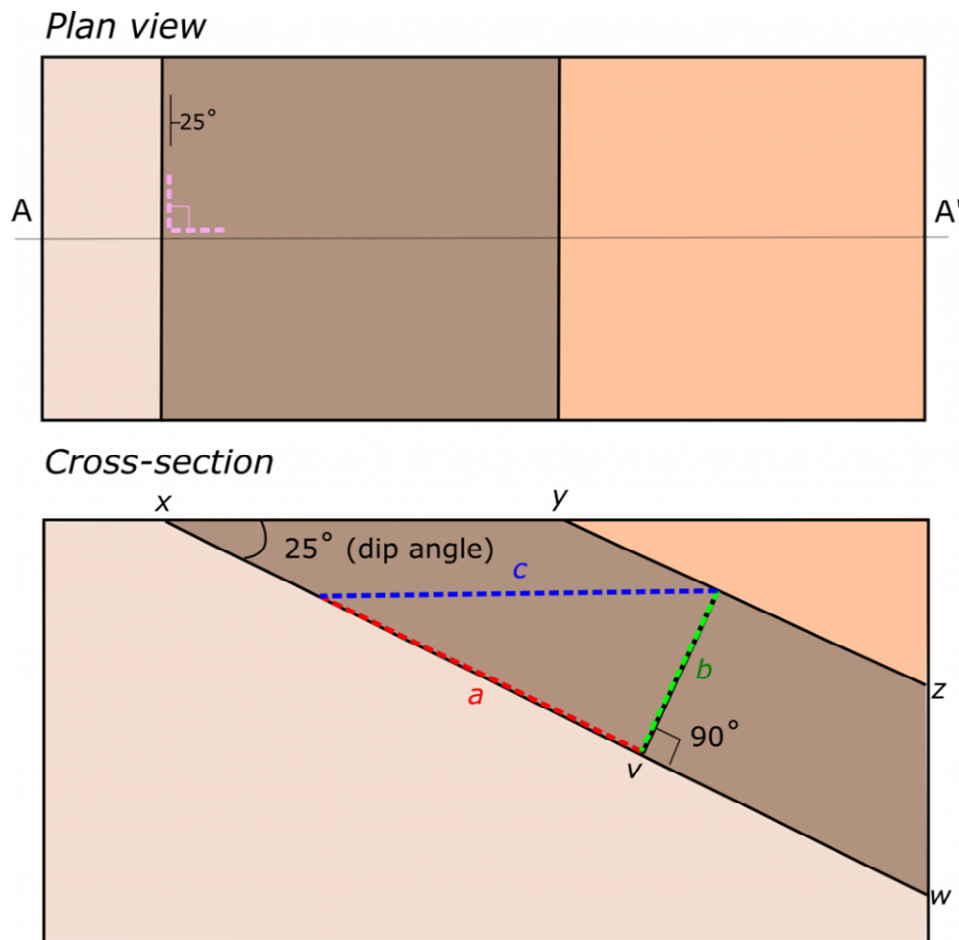 Plan view
25°
A
A'
Cross-section
x
y
25° (dip angle)
c
a
b
z
90°
v
w